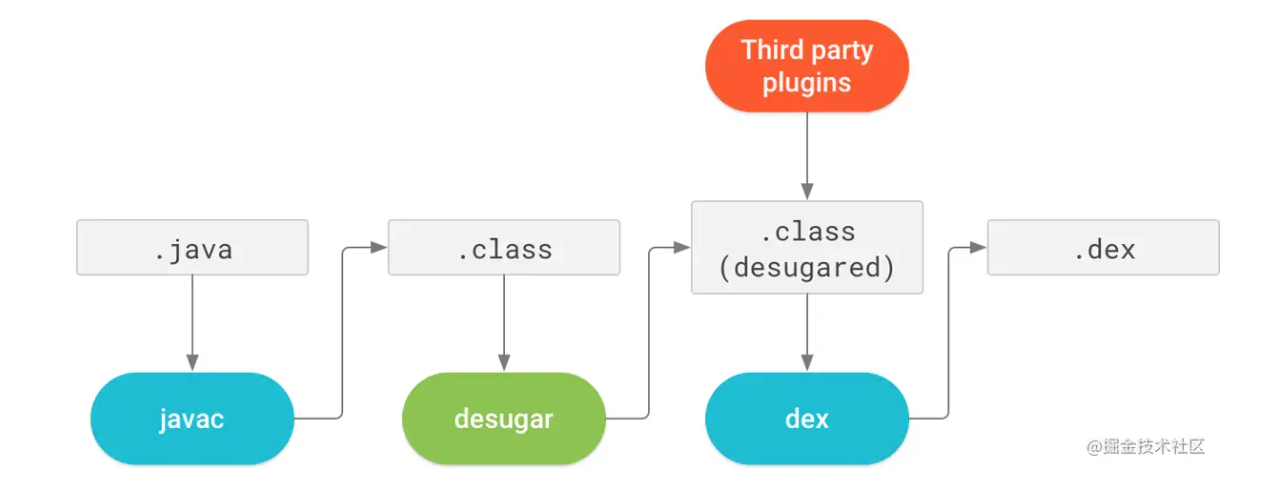 Third party
plugins
.java
.class
.class
(desugared)
.dex
javac
desugar
dex
@掘金技术社区